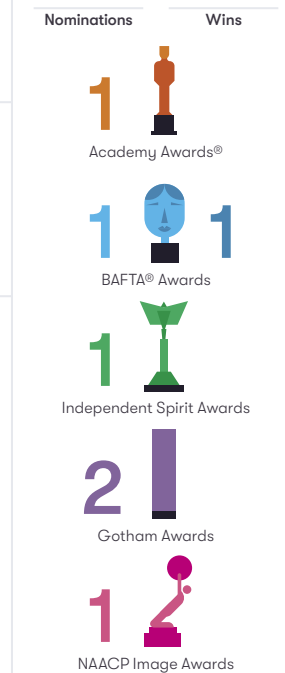 Nominations Wins
1
Academy Awards®
1 1
BAFTA® Awards
1
Independent Spirit Awards
2
Gotham Awards
1
NAACP Image Awards